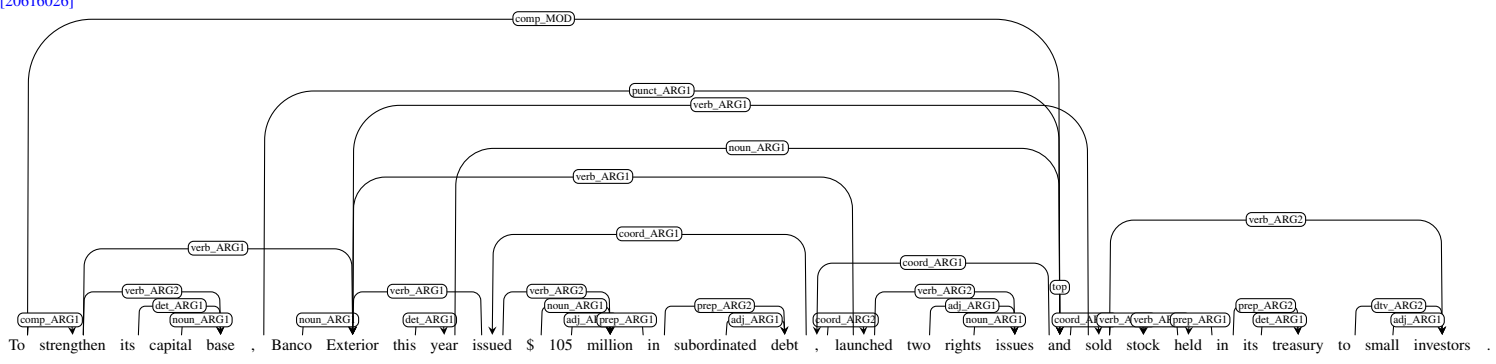 [20616026]
comp_MOD
punct_ARG1
verb_ARG1
noun_ARG1
verb_ARG1
verb_ARG2
coord_ARG1
verb_ARG1
coord_ARG1
top
verb_ARG2 verb_ARG1 verb_ARG2 verb_ARG2
det_ARG1 noun_ARG1 prep_ARG2 adj_ARG1 prep_ARG2 dtv_ARG2
comp_ARG1 noun_ARG1 noun_ARG1 det_ARG1 prep_ARG1 adj_ARG1 coord_ARG2 noun_ARG1 prep_ARG1 det_ARG1 adj_ARG1
To strengthen its capital base , Banco Exterior this year issued $ 105 million in subordinated debt , launched two rights issues and sold stock held in its treasury to small investors .